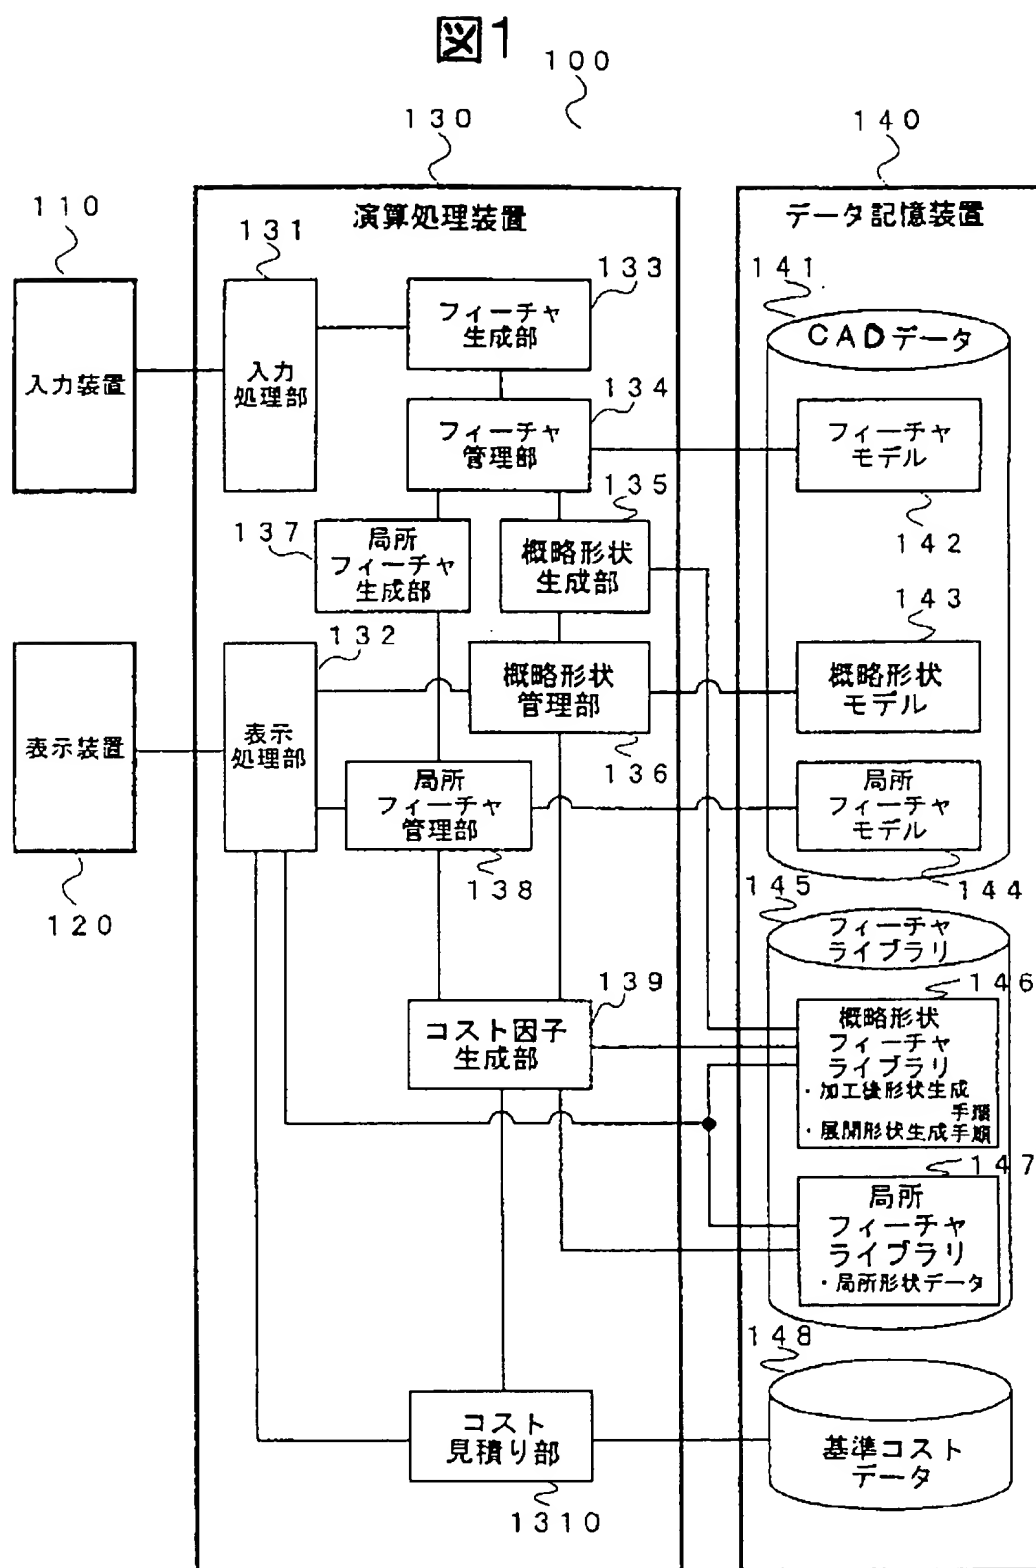 図1
100
130
140
110
演算処理装置
データ記憶装置
131
133
141
フィーチャ
生成部
CADデータ
入力装置
入力
処理部
134
フィーチャ
管理部
フィーチャ
モデル
135
142
137
局所
フィーチャ
生成部
概略形状
生成部
143
132
概略形状
管理部
概略形状
モデル
表示装置
表示
処理部
136
局所
フィーチャ
管理部
局所
フィーチャ
モデル
138
144
120
145
フィーチャ
ライブラリ
139
146
コスト因子
生成部
概略形状
フィーチャ
ライブラリ
・加工後形状生成
手順
・展開形状生成手順
147
局所
フィーチャ
ライブラリ
・局所形状データ
148
コスト
見積り部
基準コスト
データ
1310